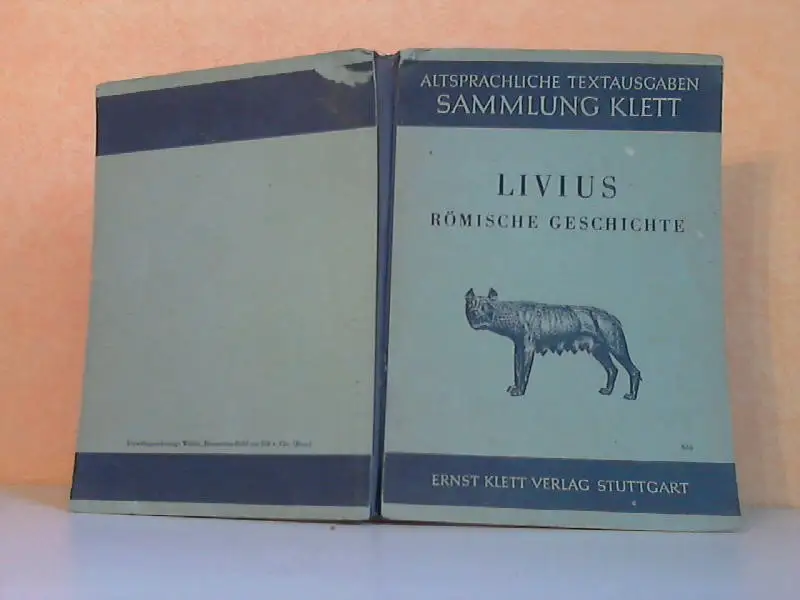 ALTSPRACHLICHE TEXTAUSGABEN
SAMMLUNG KLETT
LIVIUS
RÖMISCHE GESCHICHTE
ERNST KLETT VERLAG STUTTGART